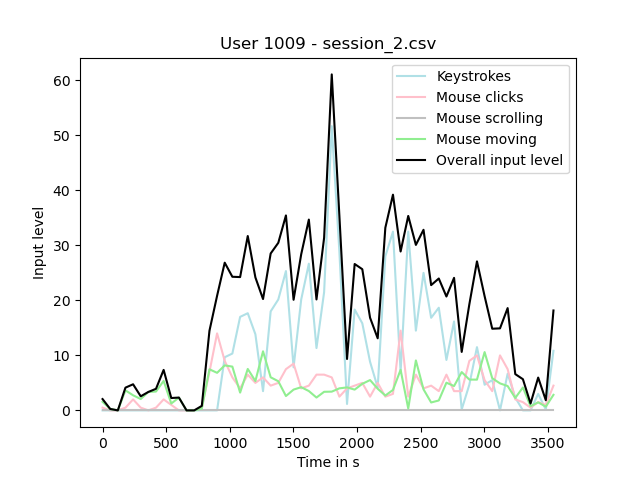 User 1009 - session_2.csv
Keystrokes
Mouse clicks
Mouse scrolling
Mouse moving
Overall input level
Input level
60
50
40
30
20
10
0
0 500 1000 1500 2000 2500 3000 3500
Time in s